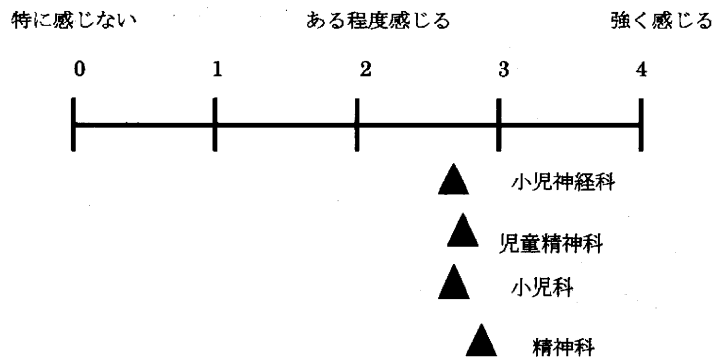 特に感じない ある程度感じる 強く感じる
0 1 2 3 4
小児神経科
児童精神科
小児科
精神科